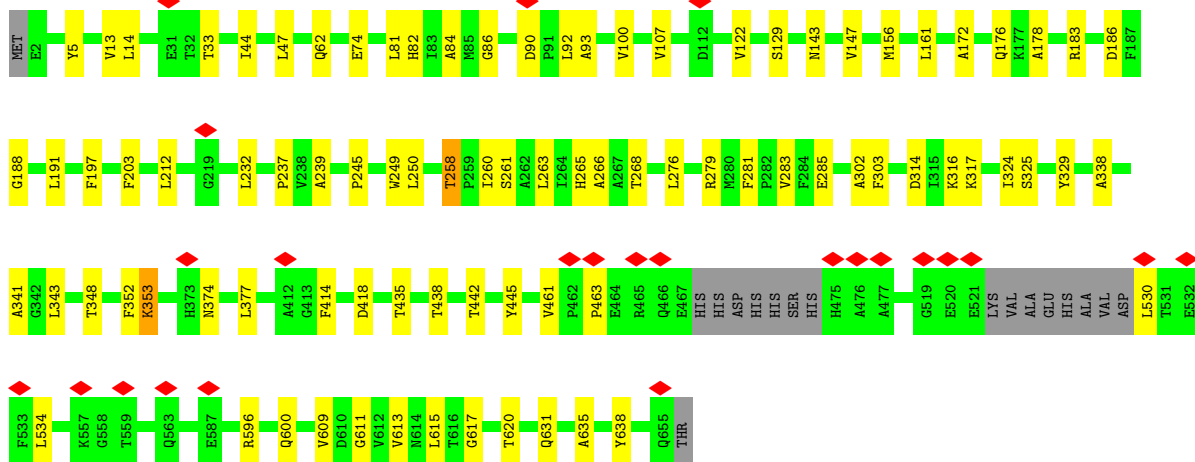 MET E2 Y5 V13 L14 E31 T32 T33 I44 L47 Q62 E74 L81 H82 I83 A84 M85 G86 D90 P91 L92 A93 V100 V107 D112 V122 S129 N143 V147 M156 L161 A172 Q176 K177 A178 R183 D186 F187
G188 L191 F197 F203 L212 G219 L232 P237 V238 A239 P245 W249 L250 T258 P259 I260 S261 A262 L263 I264 H265 A266 A267 T268 L276 R279 M280 F281 P282 V283 F284 E285 A302 F303 D314 I315 K316 K317 I324 S325 Y329 A338
A341 G342 L343 T348 F352 K353 H373 N374 L377 A412 G413 F414 D418 T435 T438 T442 Y445 V461 P462 P463 E464 R465 Q466 E467 HIS HIS ASP HIS HIS SER HIS H475 A476 A477 G519 E520 E521 LYS VAL ALA GLU HIS ALA VAL ASP L530 T531 E532
F533 L534 K557 G558 T559 Q563 E587 R596 Q600 V609 D610 G611 V612 V613 N614 L615 T616 G617 T620 Q631 A635 Y638 Q655 THR